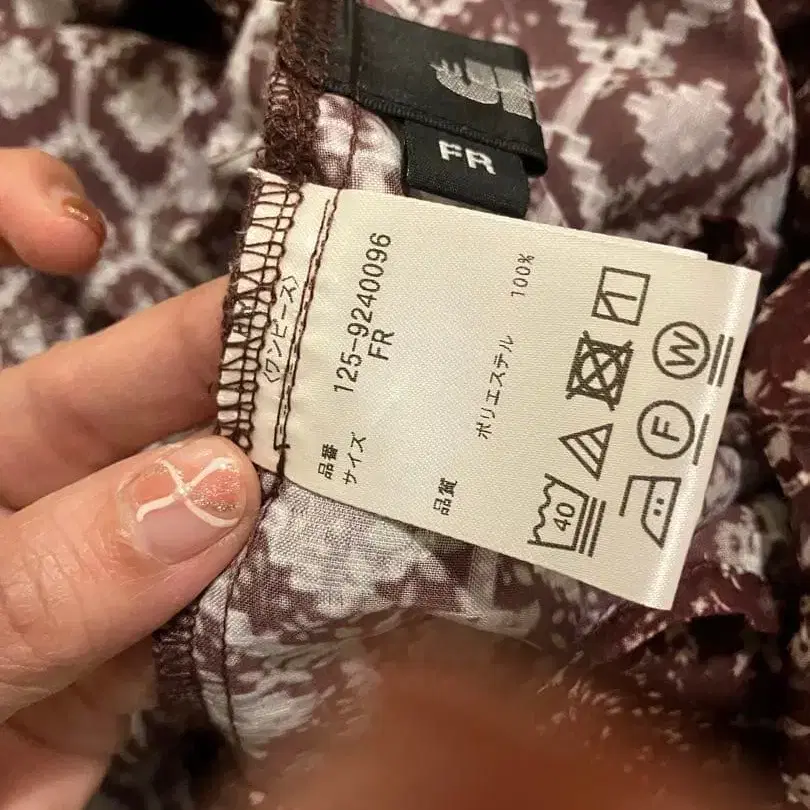 FR
〈ワンピース〉
品番 125-9240096
サイズ FR
品質 ポリエステル 100%
40
F
W